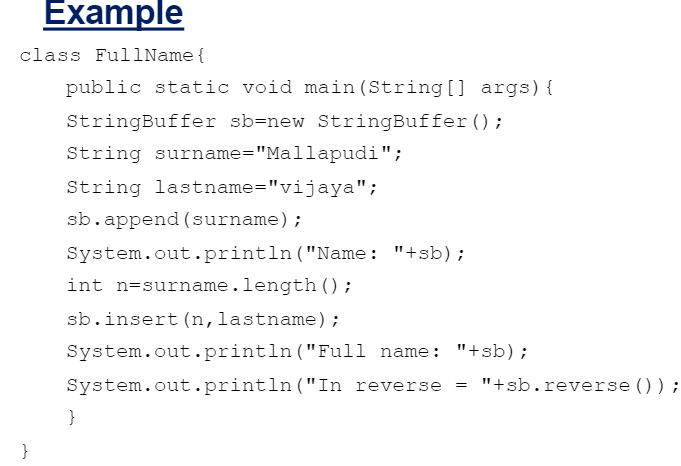 Example
class FullName{
public static void main(String[] args){
StringBuffer sb=new StringBuffer();
String surname="Mallapudi";
String lastname="vijaya";
sb.append(surname);
System.out.println("Name: "+sb);
int n=surname.length();
sb.insert(n,lastname);
System.out.println("Full name: "+sb);
System.out.println("In reverse = "+sb.reverse());
}
}